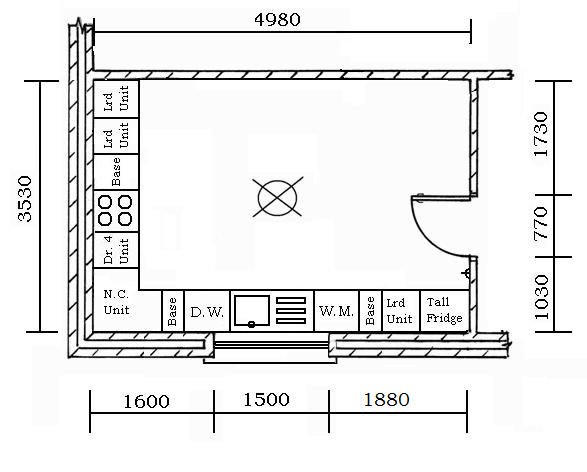 4980
3530
1730
770
1030
Lrd
Unit
Lrd
Unit
Base
Dr. 4
Unit
N.C.
Unit
Base
D.W.
W.M.
Base
Lrd
Unit
Tall
Fridge
1600
1500
1880